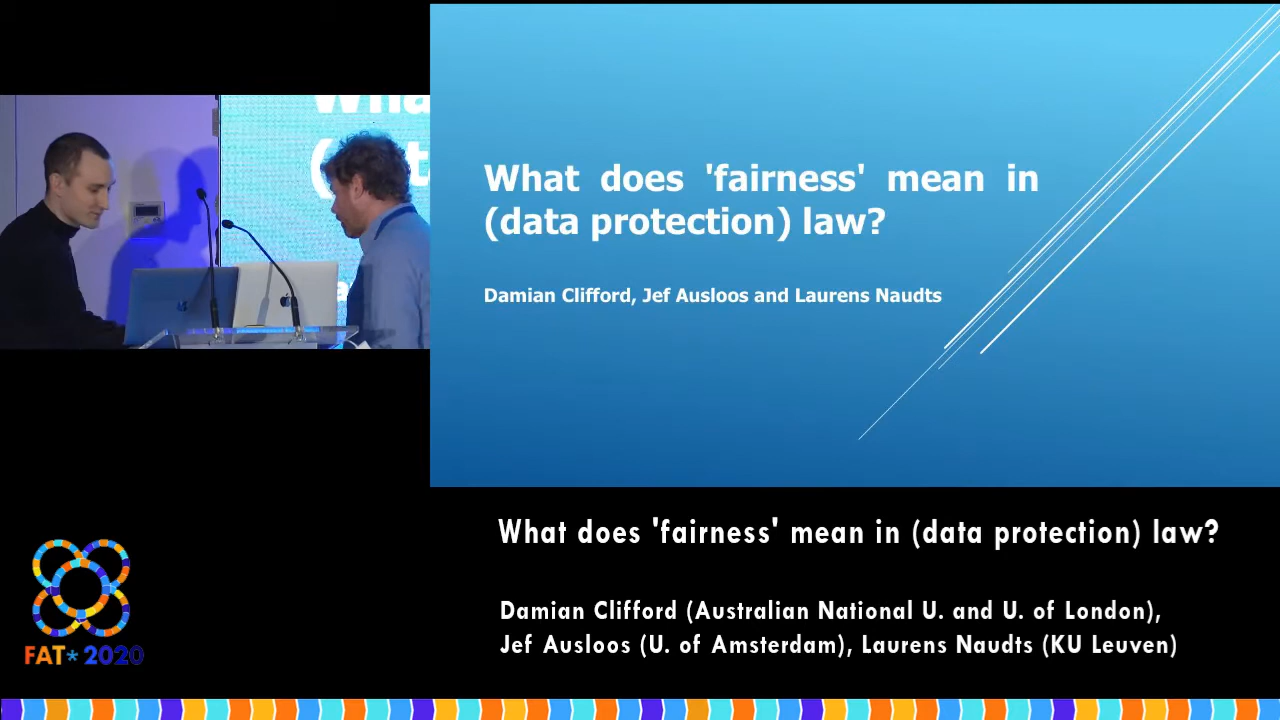 What does 'fairness' mean in
(data protection) law?
Damian Clifford, Jef Ausloos and Laurens Naudts
What does 'fairness' mean in (data protection) law?
Damian Clifford (Australian National U. and U. of London),
Jef Ausloos (U. of Amsterdam), Laurens Naudts (KU Leuven)
FAT* 2020